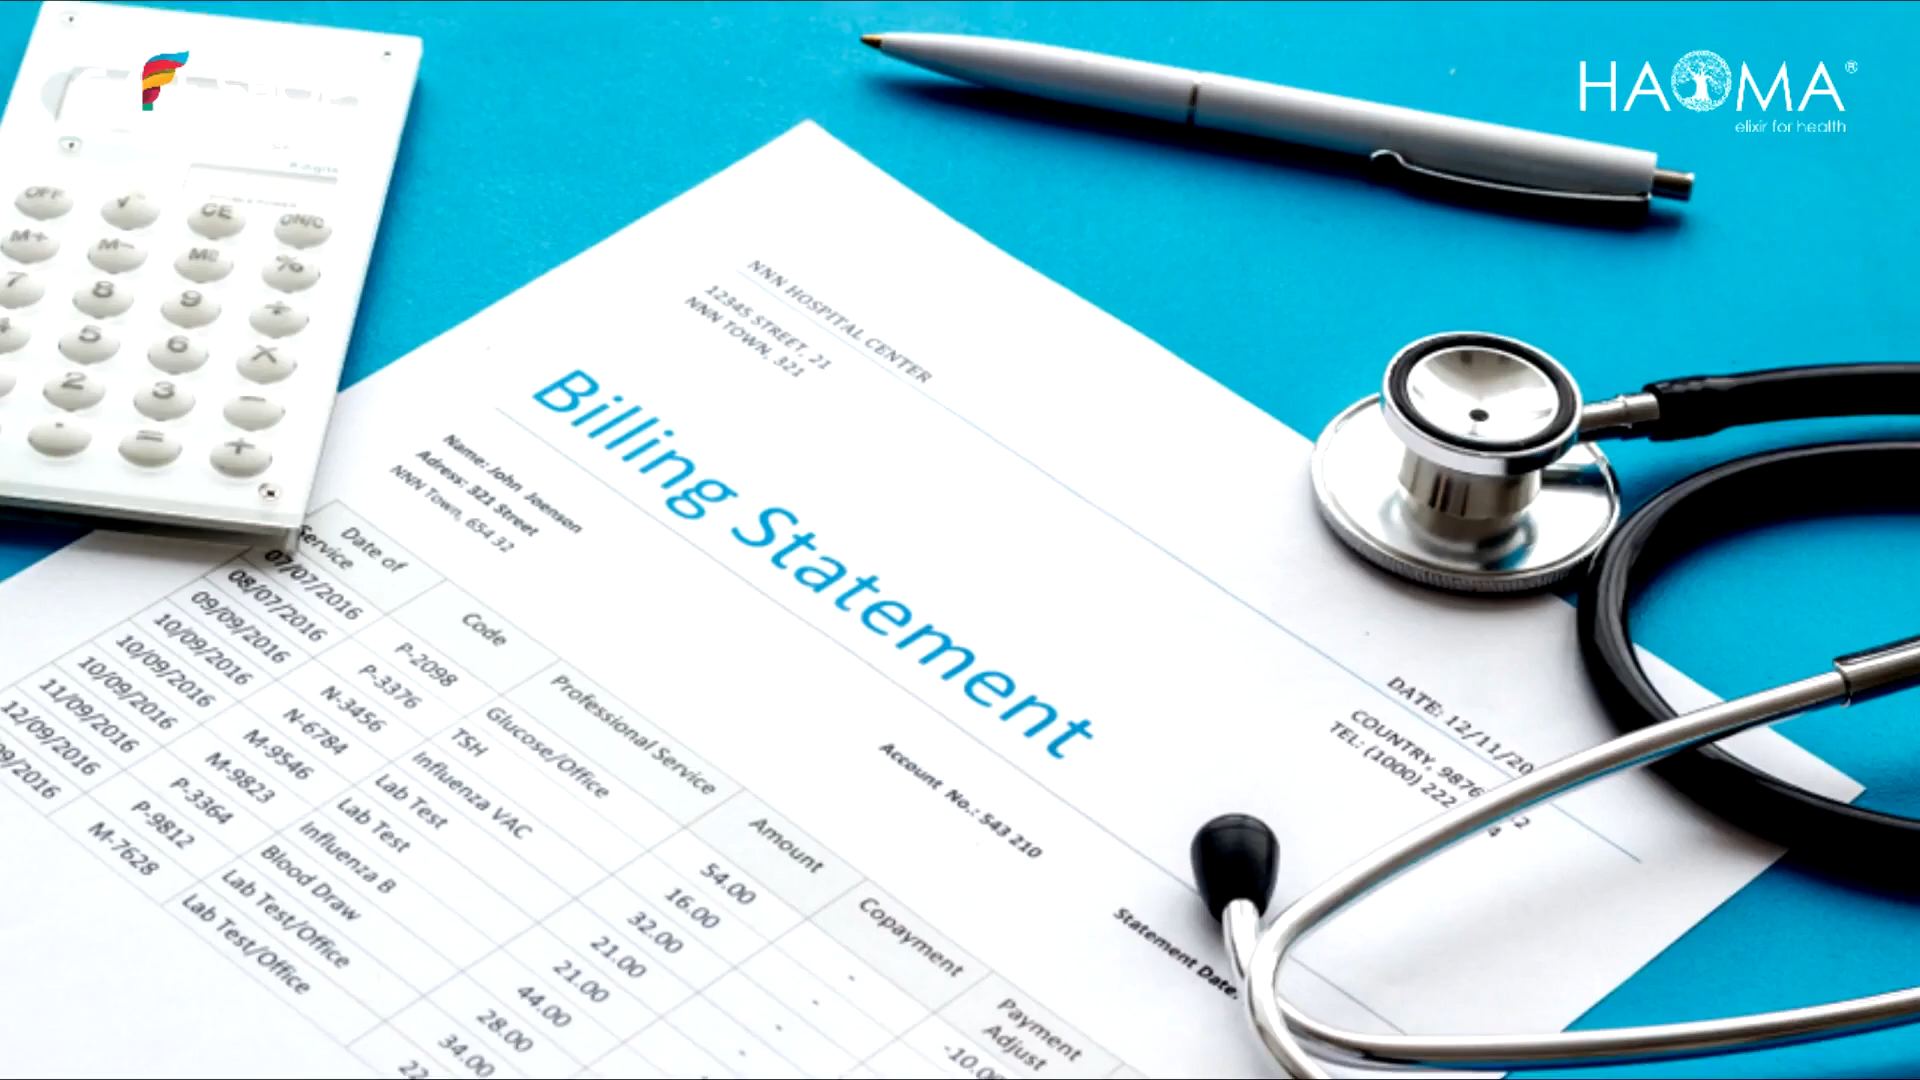 HAOMA®
elixir for health
OFF √ CE ON/C
M+ M− %
7 8 9 ÷
5 6 ×
2 3 −
. = +
NNN HOSPITAL CENTER
12345 STREET, 21
NNN TOWN, 321
DATE: 12/11/20
COUNTRY, 9876
TEL: (1000) 222
Billing Statement
Name: John Joenson
Adress: 321 Street
NNN Town, 654 32
Account No.: 543 210
Statement Date:
Date of Service
Code
Professional Service
Amount
Copayment
Payment Adjust
07/07/2016 P-2098 Glucose/Office 54.00 - -10.00
08/07/2016 P-3376 TSH 16.00 -
09/09/2016 N-3456 Influenza VAC 32.00 -
10/09/2016 N-6784 Lab Test 21.00 -
10/09/2016 M-9546 Lab Test 21.00
10/09/2016 M-9823 Influenza B 44.00
11/09/2016 P-3364 Blood Draw 28.00
12/09/2016 P-9812 Lab Test/Office 34.00
09/2016 M-7628 Lab Test/Office 22